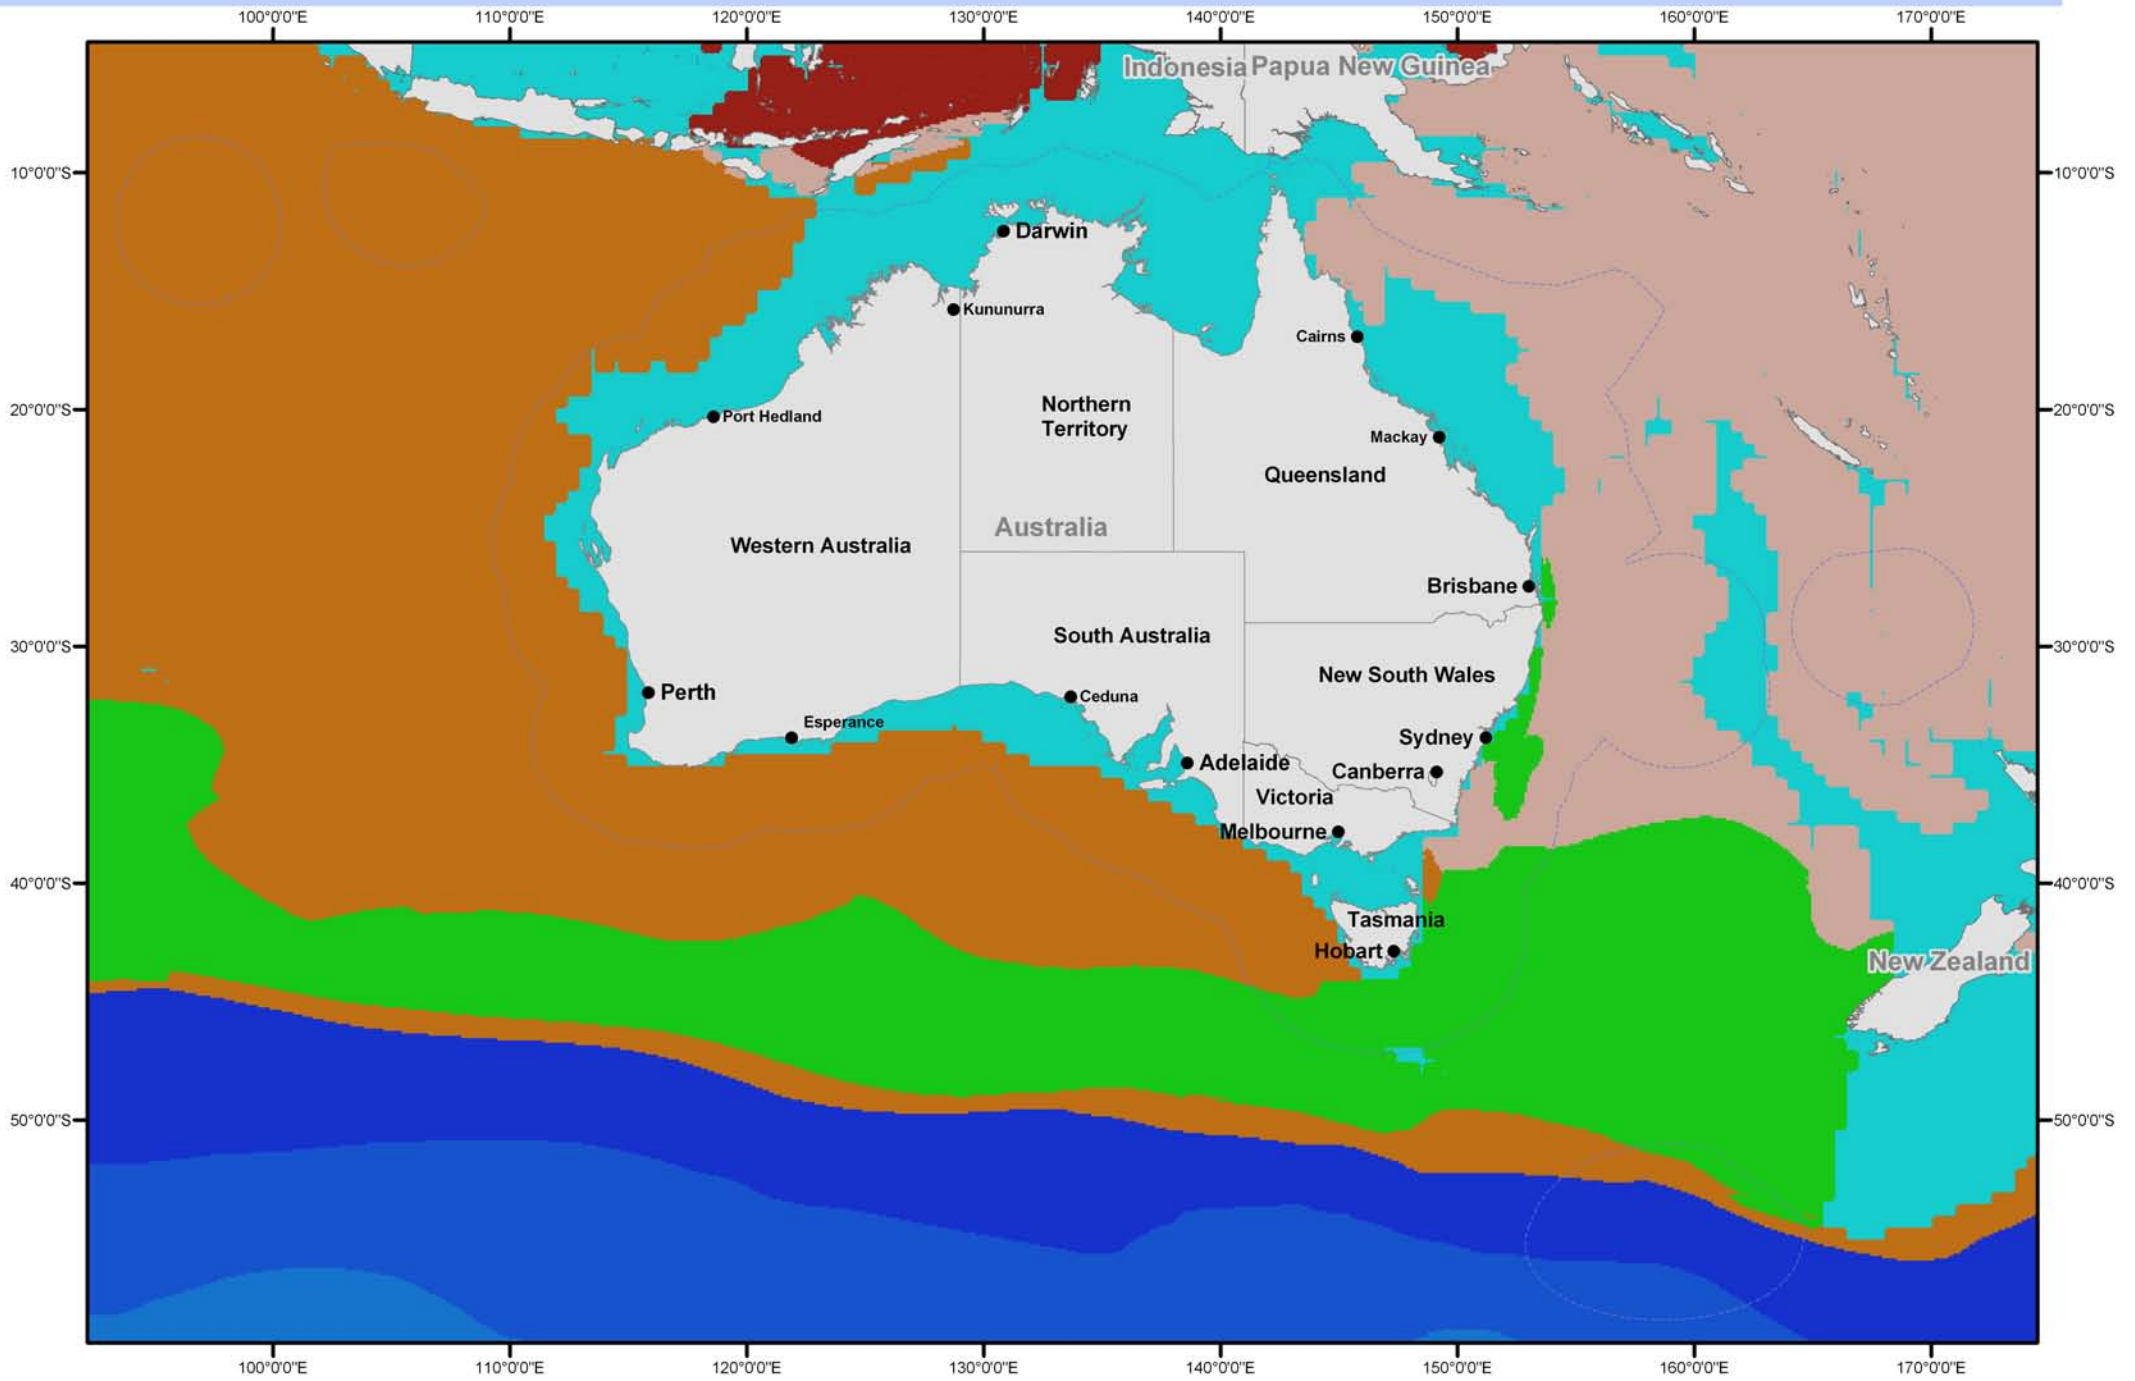 100°0'0"E 110°0'0"E 120°0'0"E 130°0'0"E 140°0'0"E 150°0'0"E 160°0'0"E 170°0'0"E
Indonesia Papua New Guinea
10°0'0"S 10°0'0"S
Darwin
Kununurra
Cairns
20°0'0"S 20°0'0"S
Northern
Territory
Port Hedland
Mackay
Queensland
Australia
Western Australia
Brisbane
South Australia
30°0'0"S 30°0'0"S
New South Wales
Perth
Ceduna
Esperance
Sydney
Adelaide
Canberra
Victoria
Melbourne
40°0'0"S 40°0'0"S
Tasmania
Hobart
New Zealand
50°0'0"S 50°0'0"S
100°0'0"E 110°0'0"E 120°0'0"E 130°0'0"E 140°0'0"E 150°0'0"E 160°0'0"E 170°0'0"E